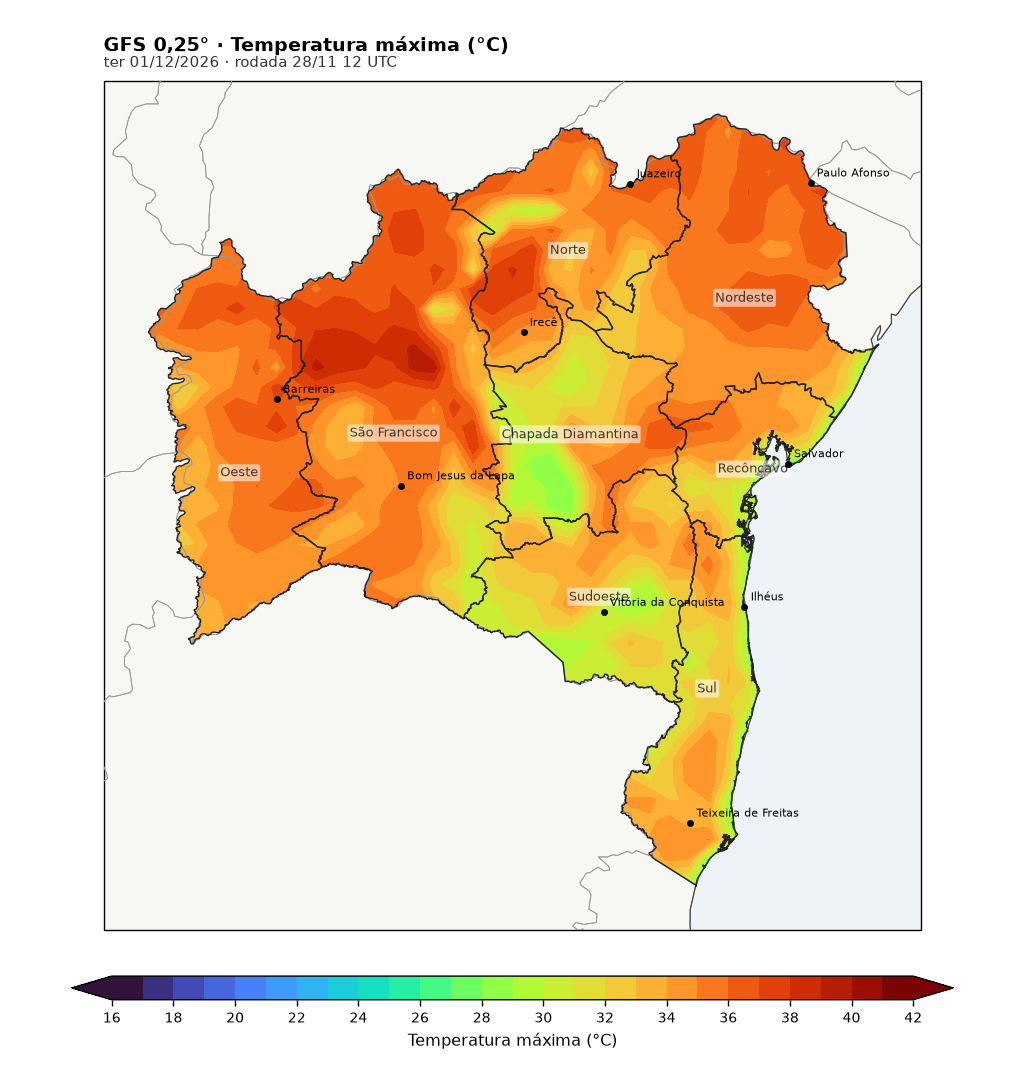 GFS 0,25° · Temperatura máxima (°C)
ter 01/12/2026 · rodada 28/11 12 UTC
Juazeiro
Paulo Afonso
Norte
Nordeste
Irecê
Barreiras
São Francisco
Chapada Diamantina
Salvador
Oeste
Recôncavo
Bom Jesus da Lapa
Sudoeste
Ilhéus
Vitória da Conquista
Sul
Teixeira de Freitas
16 18 20 22 24 26 28 30 32 34 36 38 40 42
Temperatura máxima (°C)